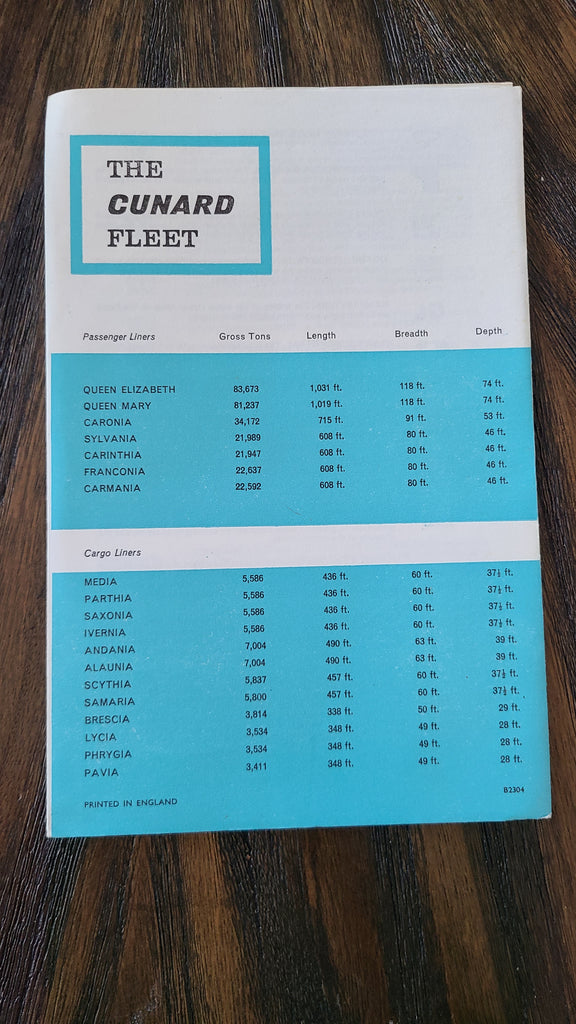 THE
CUNARD
FLEET
Passenger Liners Gross Tons Length Breadth Depth
QUEEN ELIZABETH 83,673 1,031 ft. 118 ft. 74 ft.
QUEEN MARY 81,237 1,019 ft. 118 ft. 74 ft.
CARONIA 34,172 715 ft. 91 ft. 53 ft.
SYLVANIA 21,989 608 ft. 80 ft. 46 ft.
CARINTHIA 21,947 608 ft. 80 ft. 46 ft.
FRANCONIA 22,637 608 ft. 80 ft. 46 ft.
CARMANIA 22,592 608 ft. 80 ft. 46 ft.
Cargo Liners
MEDIA 5,586 436 ft. 60 ft. 37½ ft.
PARTHIA 5,586 436 ft. 60 ft. 37½ ft.
SAXONIA 5,586 436 ft. 60 ft. 37½ ft.
IVERNIA 5,586 436 ft. 60 ft. 37½ ft.
ANDANIA 7,004 490 ft. 63 ft. 39 ft.
ALAUNIA 7,004 490 ft. 63 ft. 39 ft.
SCYTHIA 5,837 457 ft. 60 ft. 37½ ft.
SAMARIA 5,800 457 ft. 60 ft. 37½ ft.
BRESCIA 3,814 338 ft. 50 ft. 29 ft.
LYCIA 3,534 348 ft. 49 ft. 28 ft.
PHRYGIA 3,534 348 ft. 49 ft. 28 ft.
PAVIA 3,411 348 ft. 49 ft. 28 ft.
PRINTED IN ENGLAND B2304